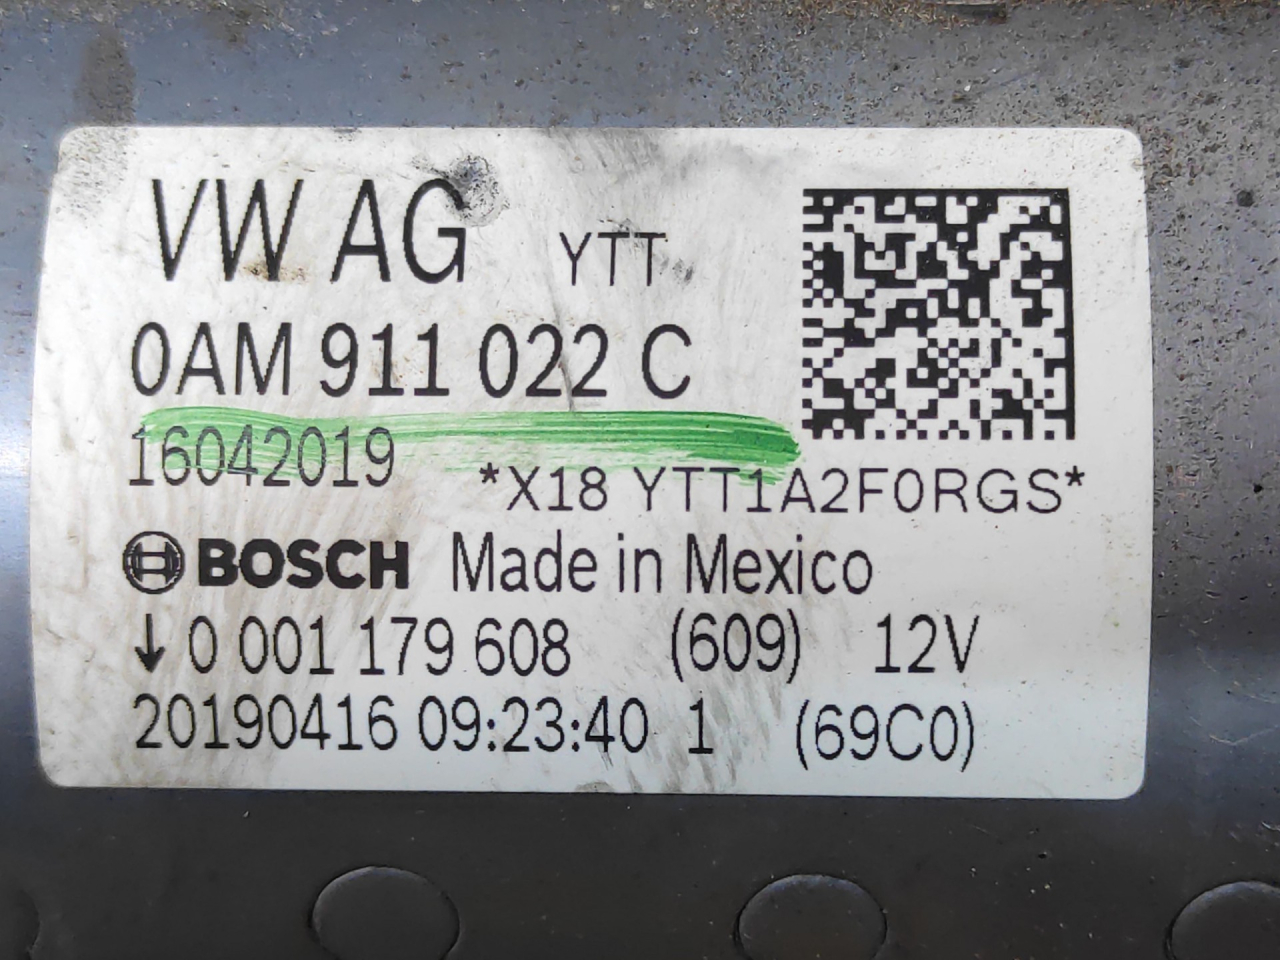 VW AG YTT
0AM 911 022 C
16042019
*X18 YTT1A2F0RGS*
BOSCH Made in Mexico
↓ 0 001 179 608 (609) 12V
20190416 09:23:40 1 (69C0)